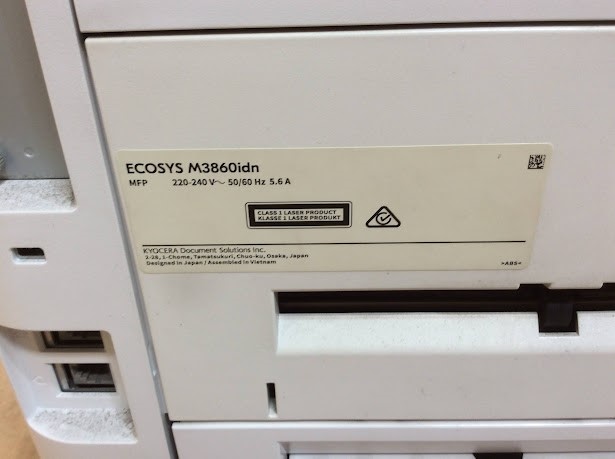 ECOSYS M3860idn
MFP 220-240 V～ 50/60 Hz 5.6 A
CLASS 1 LASER PRODUCT
KLASSE 1 LASER PRODUKT
KYOCERA Document Solutions Inc.
2-28, 1-Chome, Tamatsukuri, Chuo-ku, Osaka, Japan
Designed in Japan / Assembled in Vietnam
>ABS<